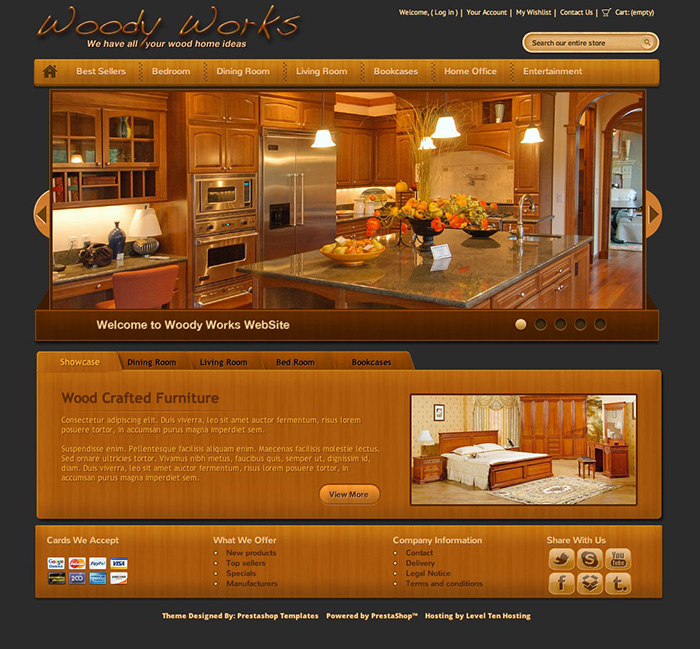 Woody Works
We have all your wood home ideas
Welcome, ( Log in ) | Your Account | My Wishlist | Contact Us | Cart: (empty)
Search our entire store
Best Sellers Bedroom Dining Room Living Room Bookcases Home Office Entertainment
Welcome to Woody Works WebSite
Showcase Dining Room Living Room Bed Room Bookcases
Wood Crafted Furniture
Consectetur adipiscing elit. Duis viverra, leo sit amet auctor fermentum, risus lorem
posuere tortor, in accumsan purus magna imperdiet sem.
Suspendisse enim. Pellentesque facilisis aliquam enim. Maecenas facilisis molestie lectus,
Sed ornare ultricies tortor. Vivamus nibh metus, faucibus quis, semper ut, dignissim id,
diam. Duis viverra, leo sit amet auctor fermentum, risus lorem posuere tortor, in
accumsan purus magna imperdiet sem.
View More
Cards We Accept
PayPal VISA
2CO
What We Offer
New products
Top sellers
Specials
Manufacturers
Company Information
Contact
Delivery
Legal Notice
Terms and conditions
Share With Us
You
Tube
Theme Designed By: Prestashop Templates Powered by PrestaShop™ Hosting by Level Ten Hosting